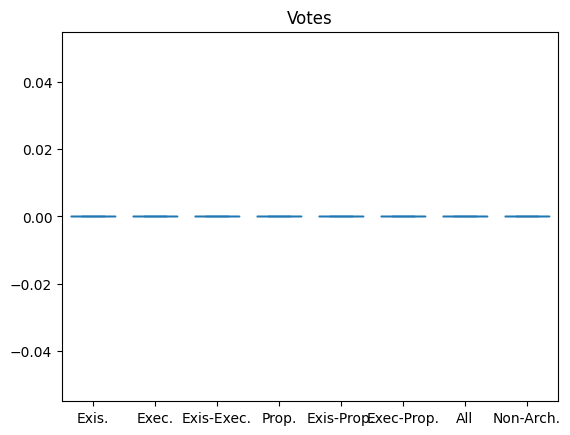 Votes
0.04
0.02
0.00
−0.02
−0.04
Exis. Exec. Exis-Exec. Prop. Exis-Prop. Exec-Prop. All Non-Arch.